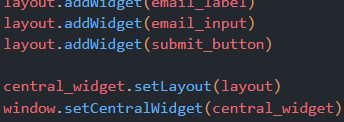 layout.addWidget(email_label)
layout.addWidget(email_input)
layout.addWidget(submit_button)
central_widget.setLayout(layout)
window.setCentralWidget(central_widget)